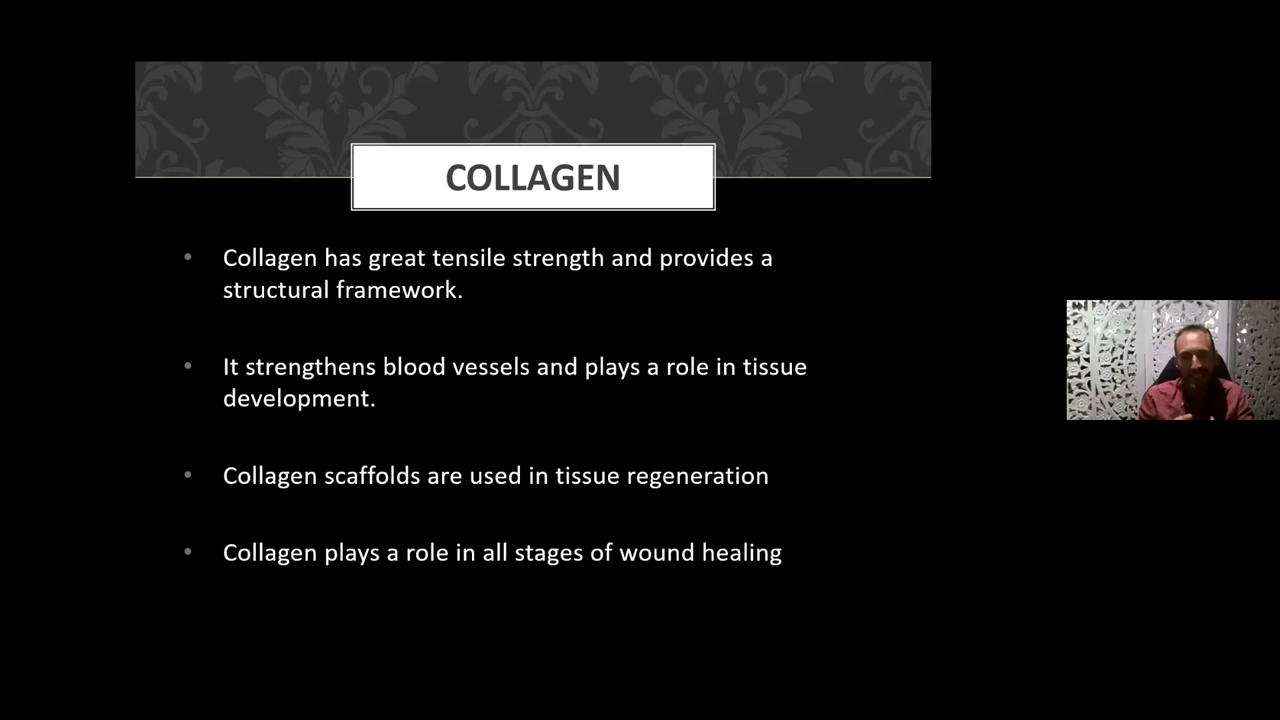 COLLAGEN
• Collagen has great tensile strength and provides a
structural framework.
• It strengthens blood vessels and plays a role in tissue
development.
• Collagen scaffolds are used in tissue regeneration
• Collagen plays a role in all stages of wound healing